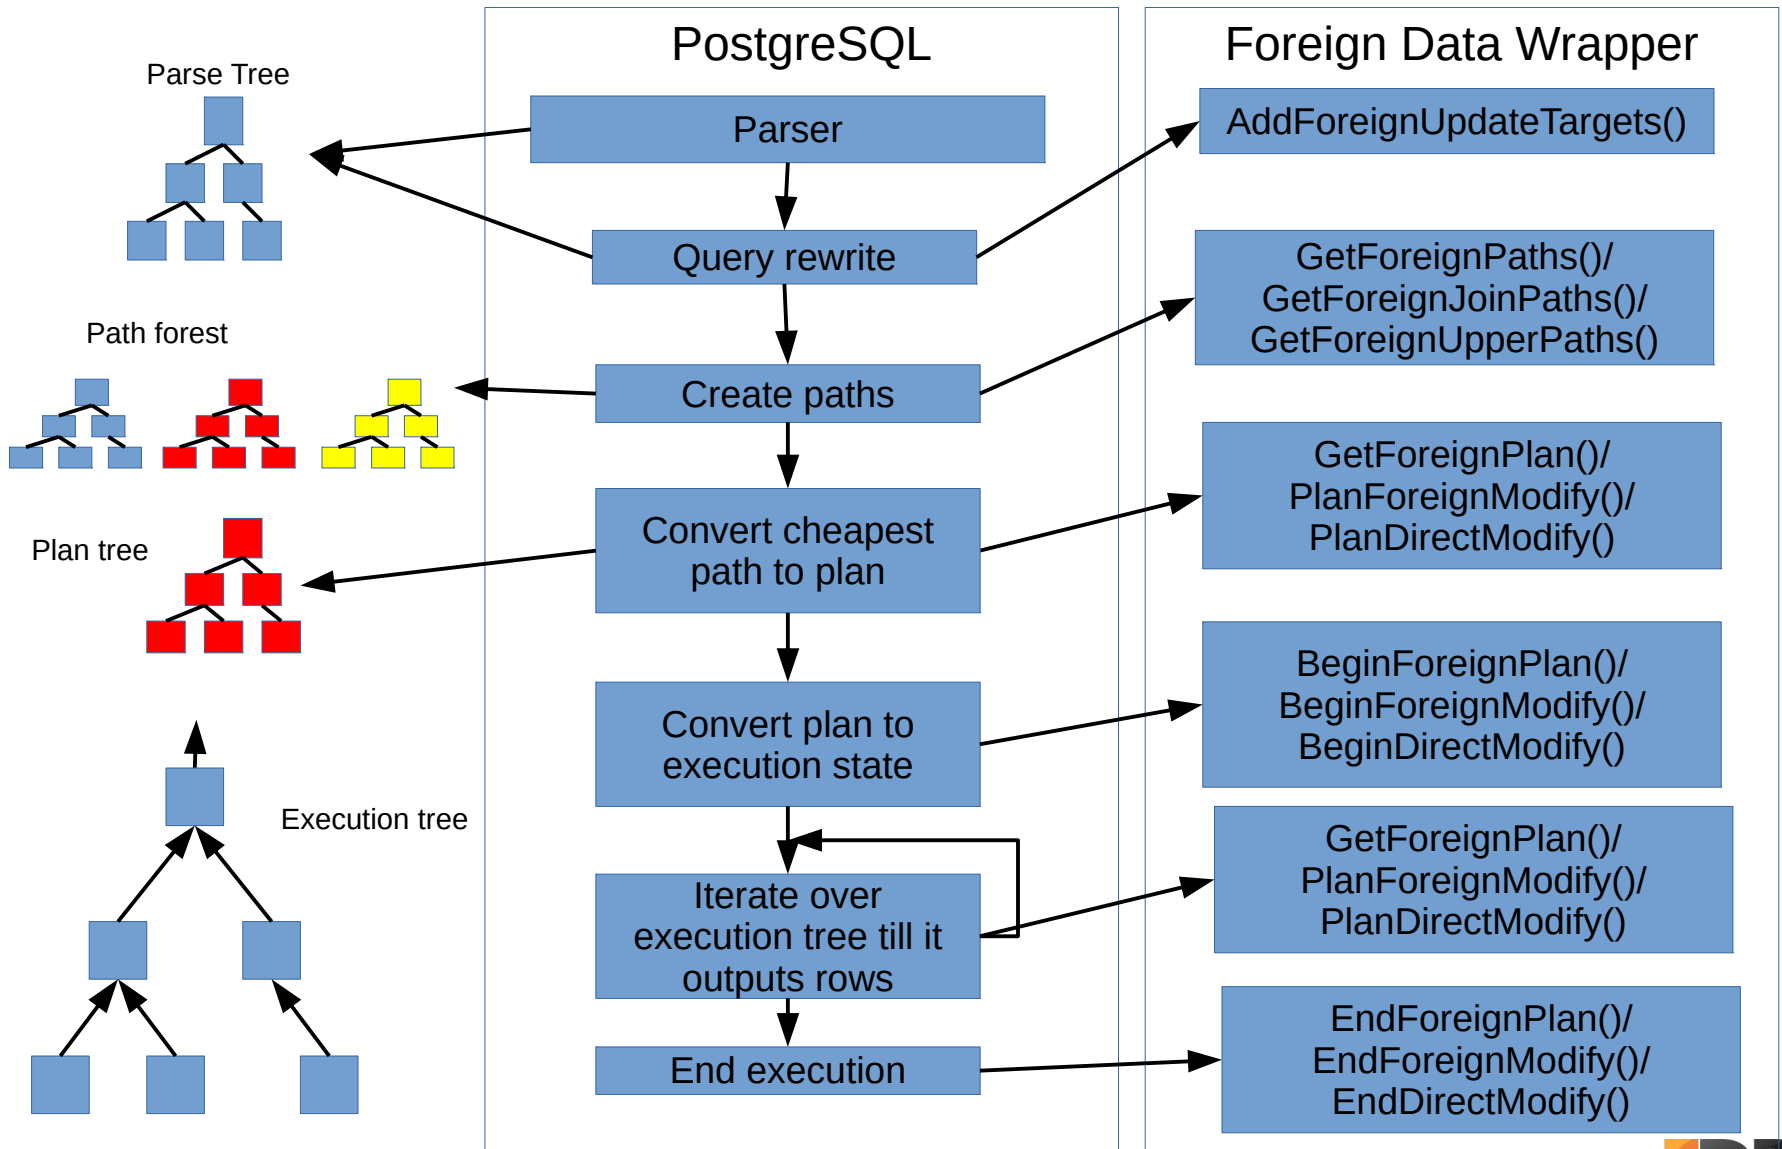 PostgreSQL
Foreign Data Wrapper
Parse Tree
Parser
AddForeignUpdateTargets()
Query rewrite
GetForeignPaths()/
GetForeignJoinPaths()/
GetForeignUpperPaths()
Path forest
Create paths
GetForeignPlan()/
PlanForeignModify()/
PlanDirectModify()
Plan tree
Convert cheapest
path to plan
BeginForeignPlan()/
BeginForeignModify()/
BeginDirectModify()
Convert plan to
execution state
Execution tree
GetForeignPlan()/
PlanForeignModify()/
PlanDirectModify()
Iterate over
execution tree till it
outputs rows
EndForeignPlan()/
EndForeignModify()/
EndDirectModify()
End execution